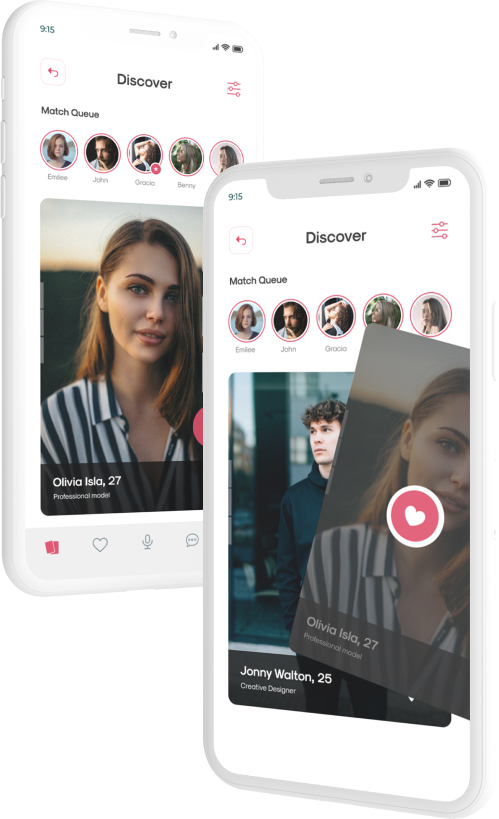 9:15
Discover
Match Queue
Emilee
John
Gracia
Benny
Olivia Isla, 27
Professional model
9:15
Discover
Match Queue
Emilee
John
Gracia
Olivia Isla, 27
Professional model
Jonny Walton, 25
Creative Designer